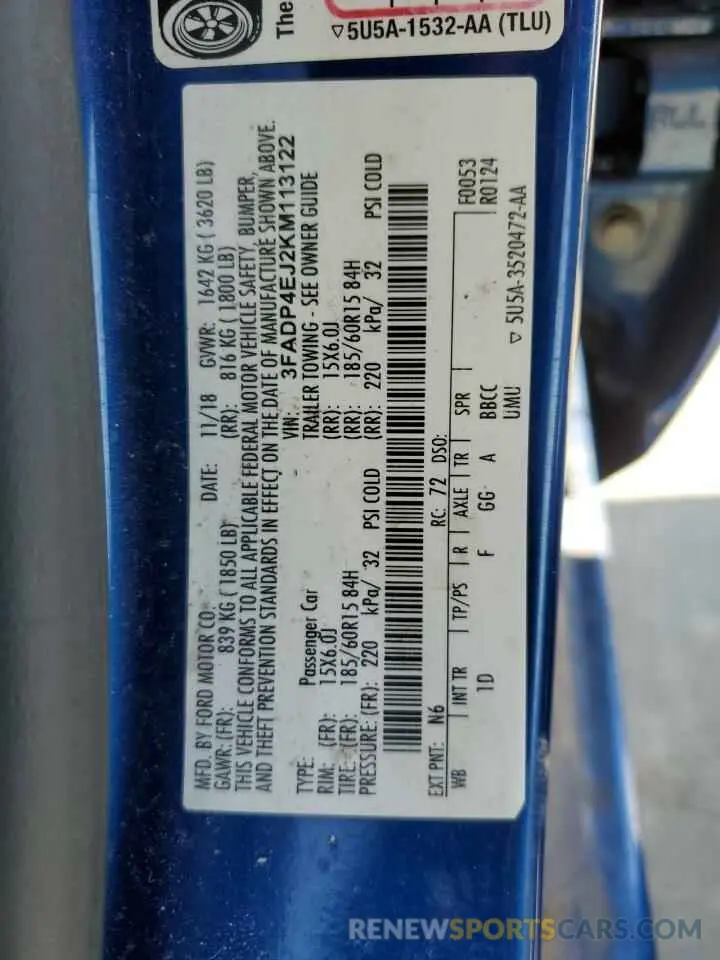 The
▽5U5A-1532-AA (TLU)
MFD. BY FORD MOTOR CO. DATE: 11/18 GVWR: 1642 KG ( 3620 LB)
GAWR: (FR): 839 KG ( 1850 LB) (RR): 816 KG ( 1800 LB)
THIS VEHICLE CONFORMS TO ALL APPLICABLE FEDERAL MOTOR VEHICLE SAFETY, BUMPER,
AND THEFT PREVENTION STANDARDS IN EFFECT ON THE DATE OF MANUFACTURE SHOWN ABOVE.
VIN: 3FADP4EJ2KM113122
TYPE: Passenger Car TRAILER TOWING - SEE OWNER GUIDE
RIM: (FR): 15X6.0J (RR): 15X6.0J
TIRE: (FR): 185/60R15 84H (RR): 185/60R15 84H
PRESSURE: (FR): 220 kPa/ 32 PSI COLD (RR): 220 kPa/ 32 PSI COLD
EXT PNT: N6 RC: 72 DSO: F0053
WB INT TR TP/PS R AXLE TR SPR R0124
1D F GG A BBCC
UMU ▽ 5U5A-3520472-AA
RENEWSPORTSCARS.COM